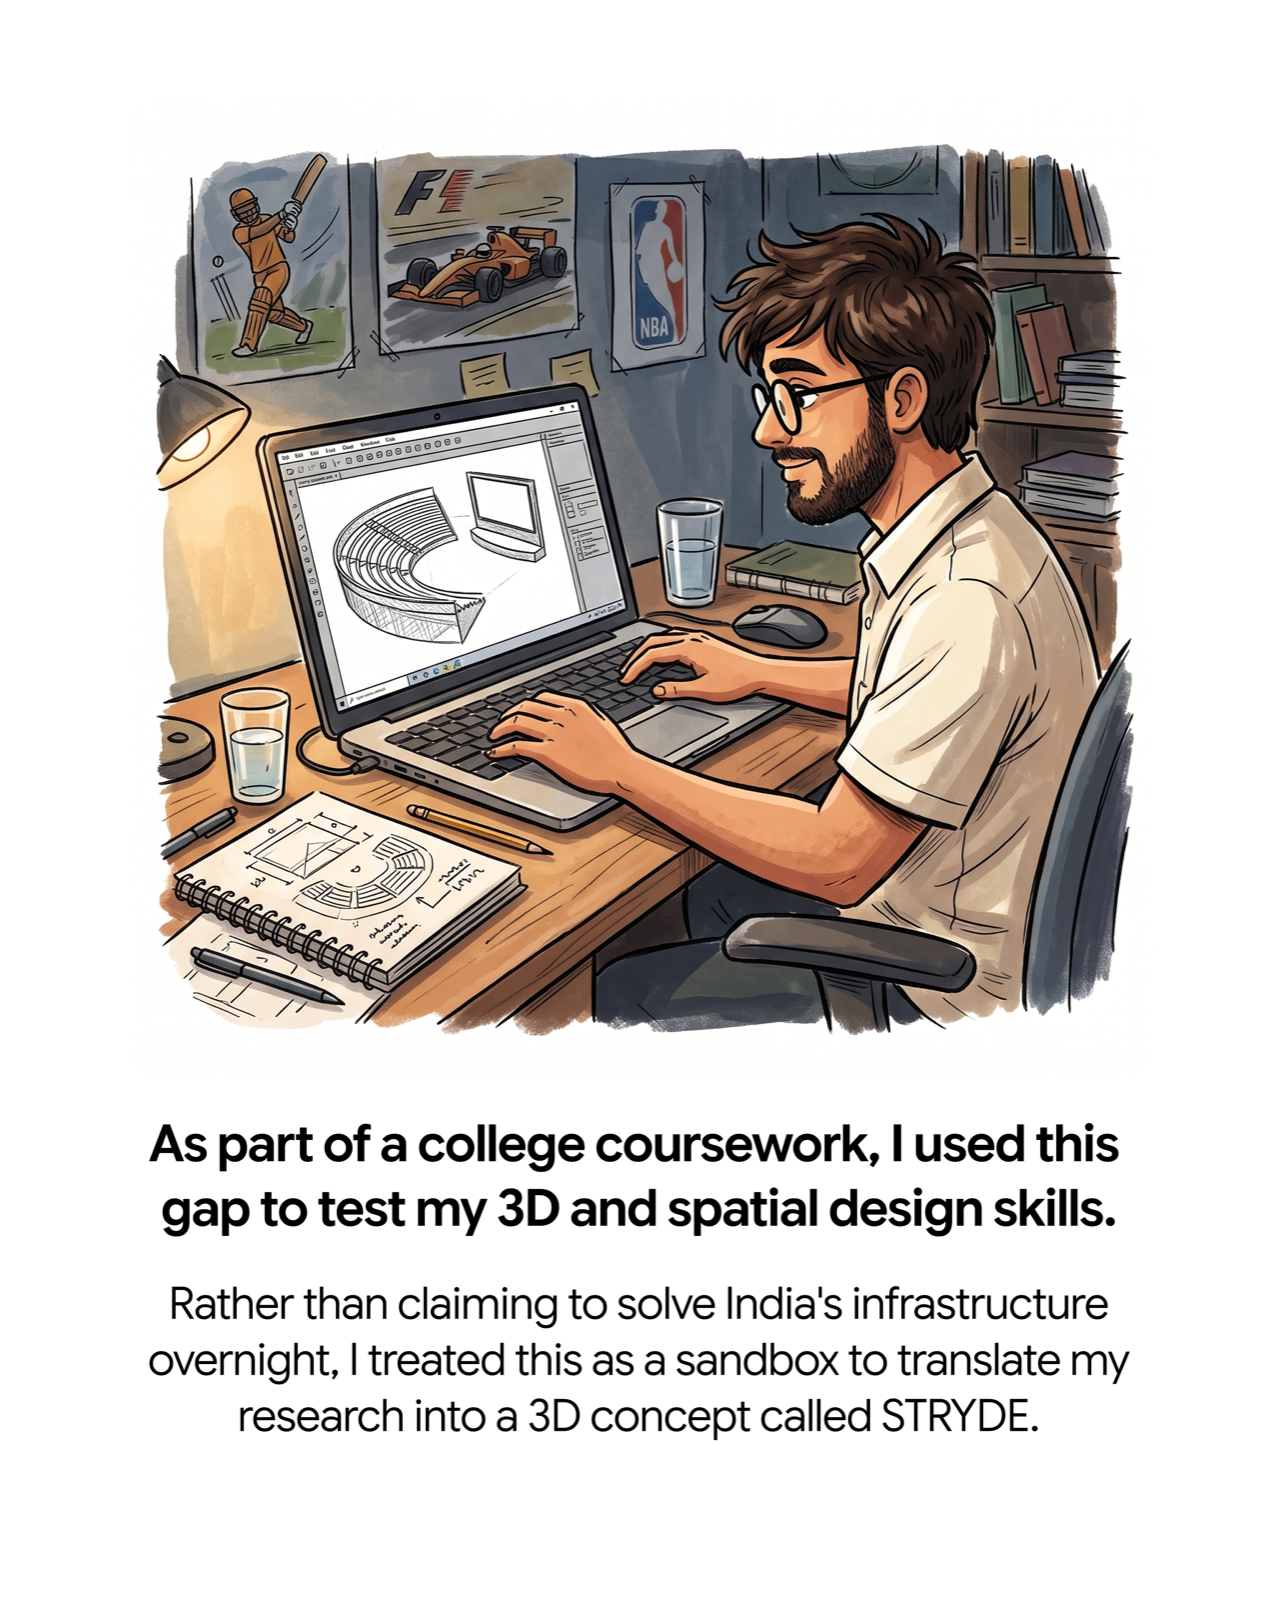 F1
NBA
As part of a college coursework, I used this
gap to test my 3D and spatial design skills.
Rather than claiming to solve India's infrastructure
overnight, I treated this as a sandbox to translate my
research into a 3D concept called STRYDE.